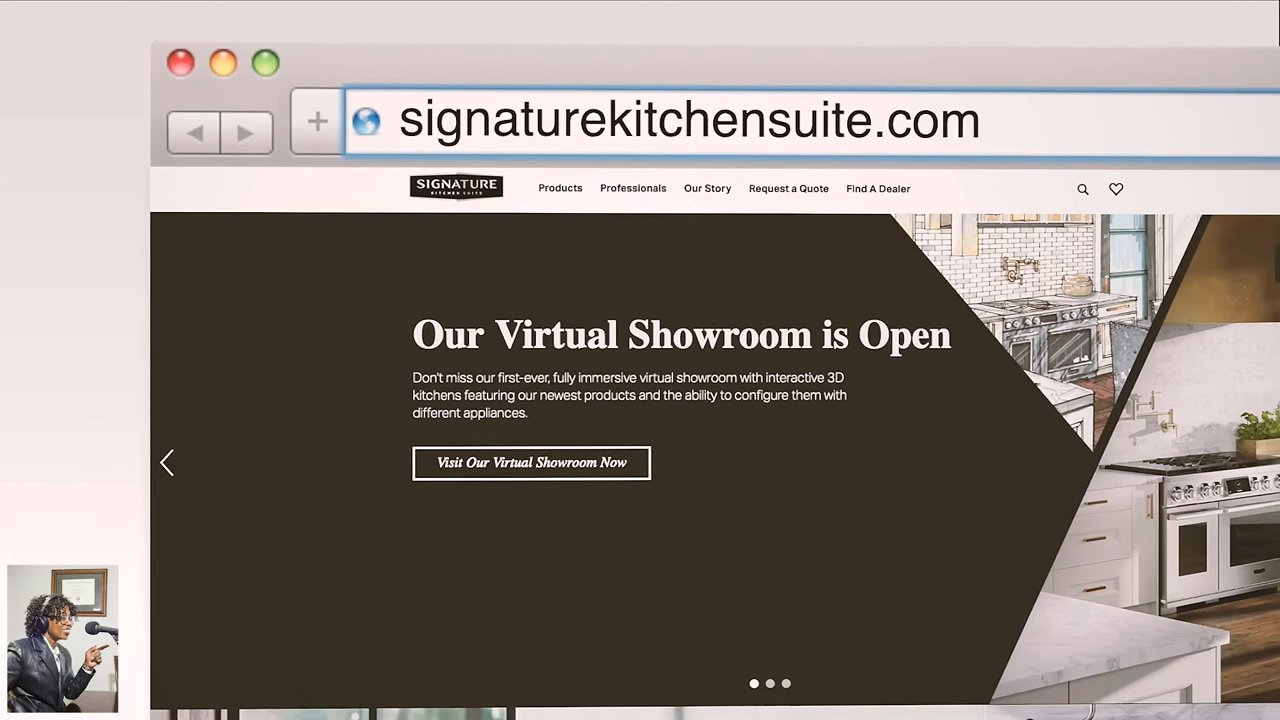 signaturekitchensuite.com
SIGNATURE
KITCHEN SUITE
Products Professionals Our Story Request a Quote Find A Dealer
Our Virtual Showroom is Open
Don't miss our first-ever, fully immersive virtual showroom with interactive 3D
kitchens featuring our newest products and the ability to configure them with
different appliances.
Visit Our Virtual Showroom Now